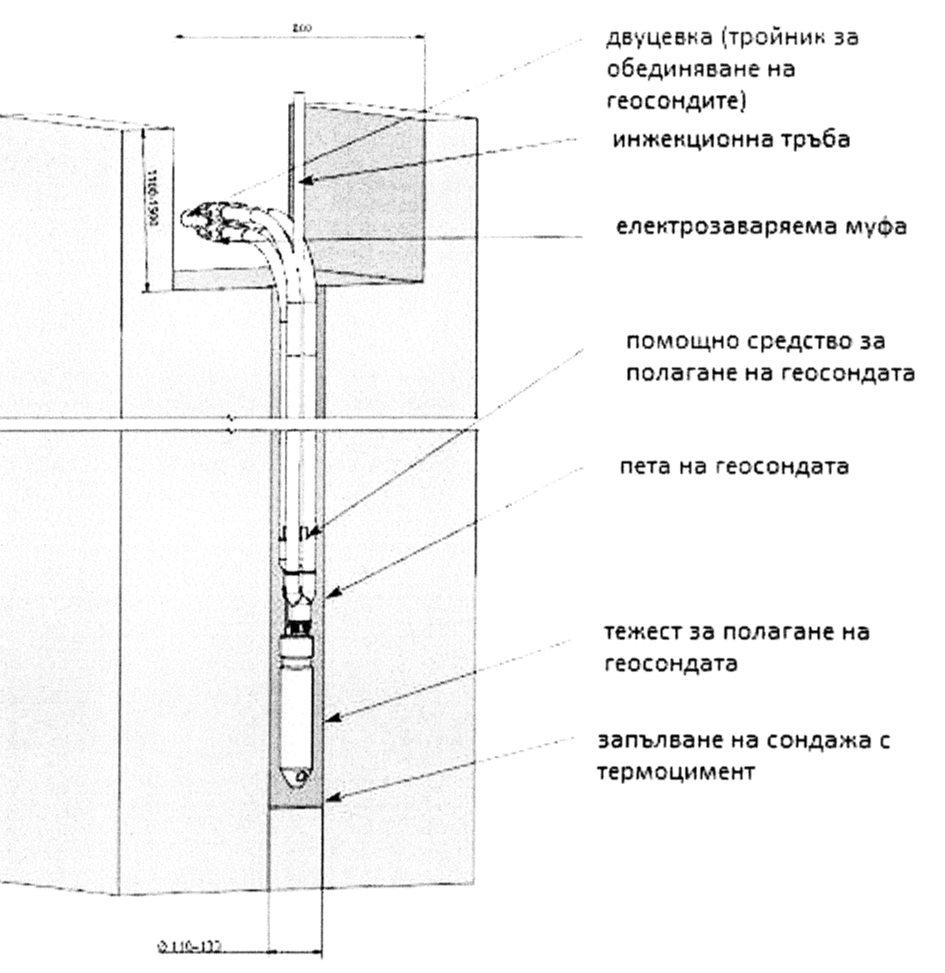 двуцевка (тройник за
обединяване на
геосондите)
инжекционна тръба
електрозаваряема муфа
помощно средство за
полагане на геосондата
пета на геосондата
тежест за полагане на
геосондата
запълване на сондажа с
термоцимент